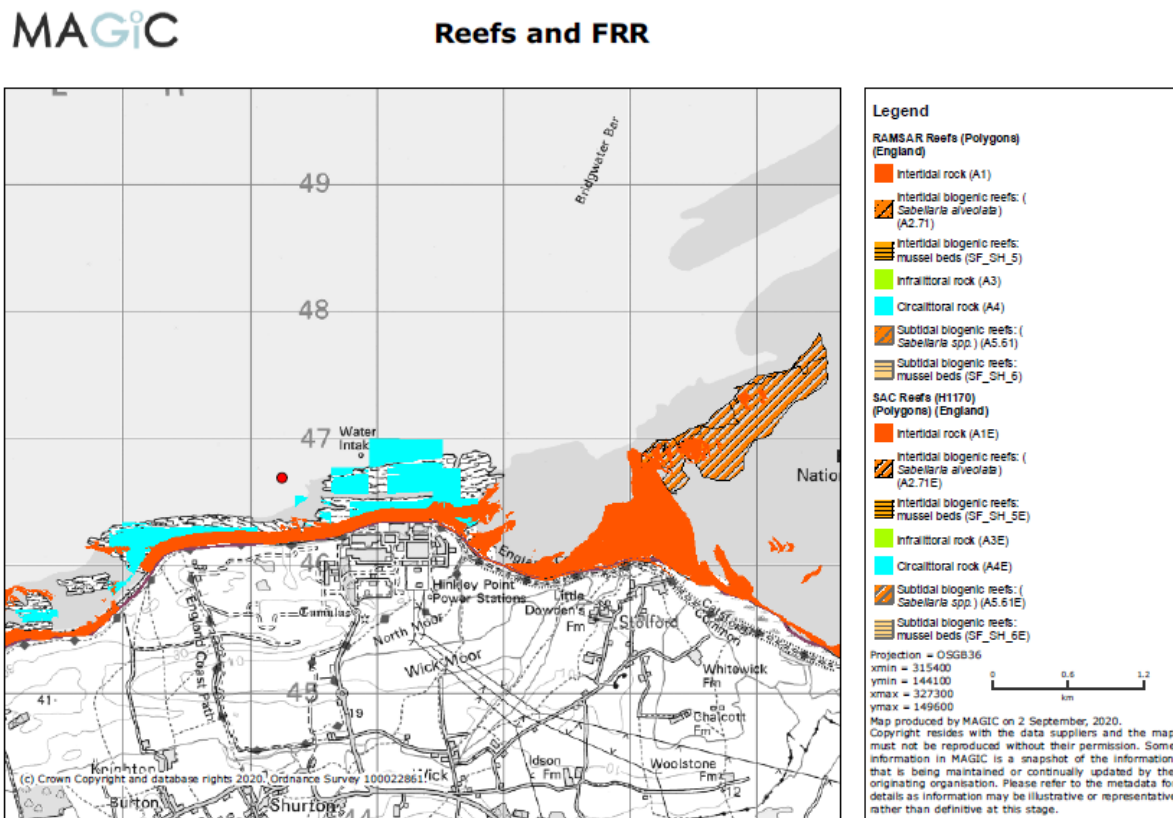 MAGiC
Reefs and FRR
49
Bridgwater Bar
48
47
Water
Intak
Natio
46
Hinkley Point
Power Stations
Tumulus
Little
Dowden's
Fm
Stolford
North Moor
Wick Moor
England Coast Path
Whitewick
Fm
45
41
19
Chalcott
Fm
Idson
Fm
Woolstone
Fm
12
Knighton
(c) Crown Copyright and database rights 2020. Ordnance Survey 100022861.
Wick
Burton
Shurton
44
Legend
RAMSAR Reefs (Polygons)
(England)
Intertidal rock (A1)
Intertidal biogenic reefs: (
Sabellaria alveolata)
(A2.71)
Intertidal biogenic reefs:
mussel beds (SF_SH_5)
Infralittoral rock (A3)
Circalittoral rock (A4)
Subtidal biogenic reefs: (
Sabellaria spp.) (A5.61)
Subtidal biogenic reefs:
mussel beds (SF_SH_6)
SAC Reefs (H1170)
(Polygons) (England)
Intertidal rock (A1E)
Intertidal biogenic reefs: (
Sabellaria alveolata)
(A2.71E)
Intertidal biogenic reefs:
mussel beds (SF_SH_5E)
Infralittoral rock (A3E)
Circalittoral rock (A4E)
Subtidal biogenic reefs: (
Sabellaria spp.) (A5.61E)
Subtidal biogenic reefs:
mussel beds (SF_SH_6E)
Projection = OSGB36
xmin = 315400
ymin = 144100
xmax = 327300
ymax = 149600
0 0.6 1.2
km
Map produced by MAGIC on 2 September, 2020.
Copyright resides with the data suppliers and the map
must not be reproduced without their permission. Some
information in MAGIC is a snapshot of the information
that is being maintained or continually updated by the
originating organisation. Please refer to the metadata for
details as information may be illustrative or representative
rather than definitive at this stage.